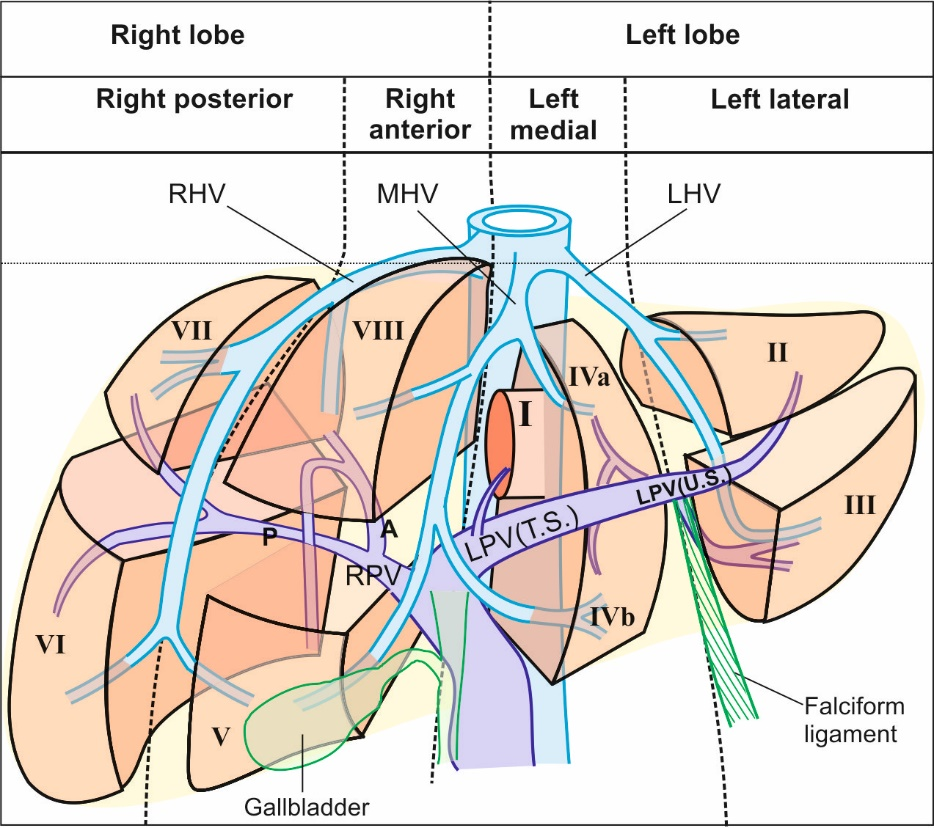 Right lobe
Left lobe
Right posterior
Right
anterior
Left
medial
Left lateral
RHV
MHV
LHV
VII
VIII
IVa
II
I
III
LPV(U.S.)
LPV(T.S.)
P
A
RPV
VI
IVb
V
Falciform
ligament
Gallbladder